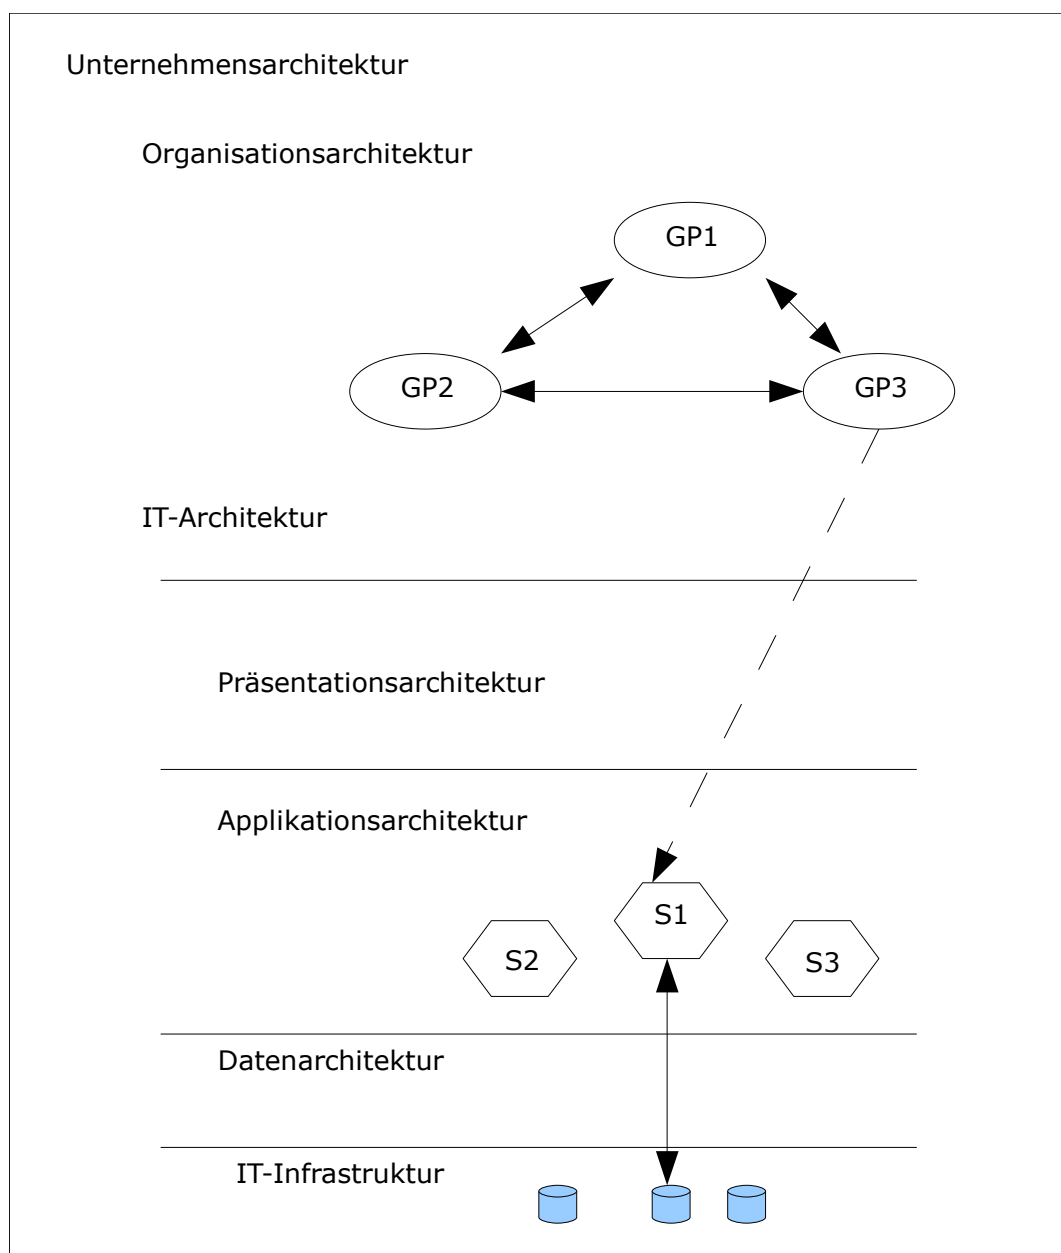 Unternehmensarchitektur
Organisationsarchitektur
GP1
GP2
GP3
IT-Architektur
Präsentationsarchitektur
Applikationsarchitektur
S1
S2
S3
Datenarchitektur
IT-Infrastruktur